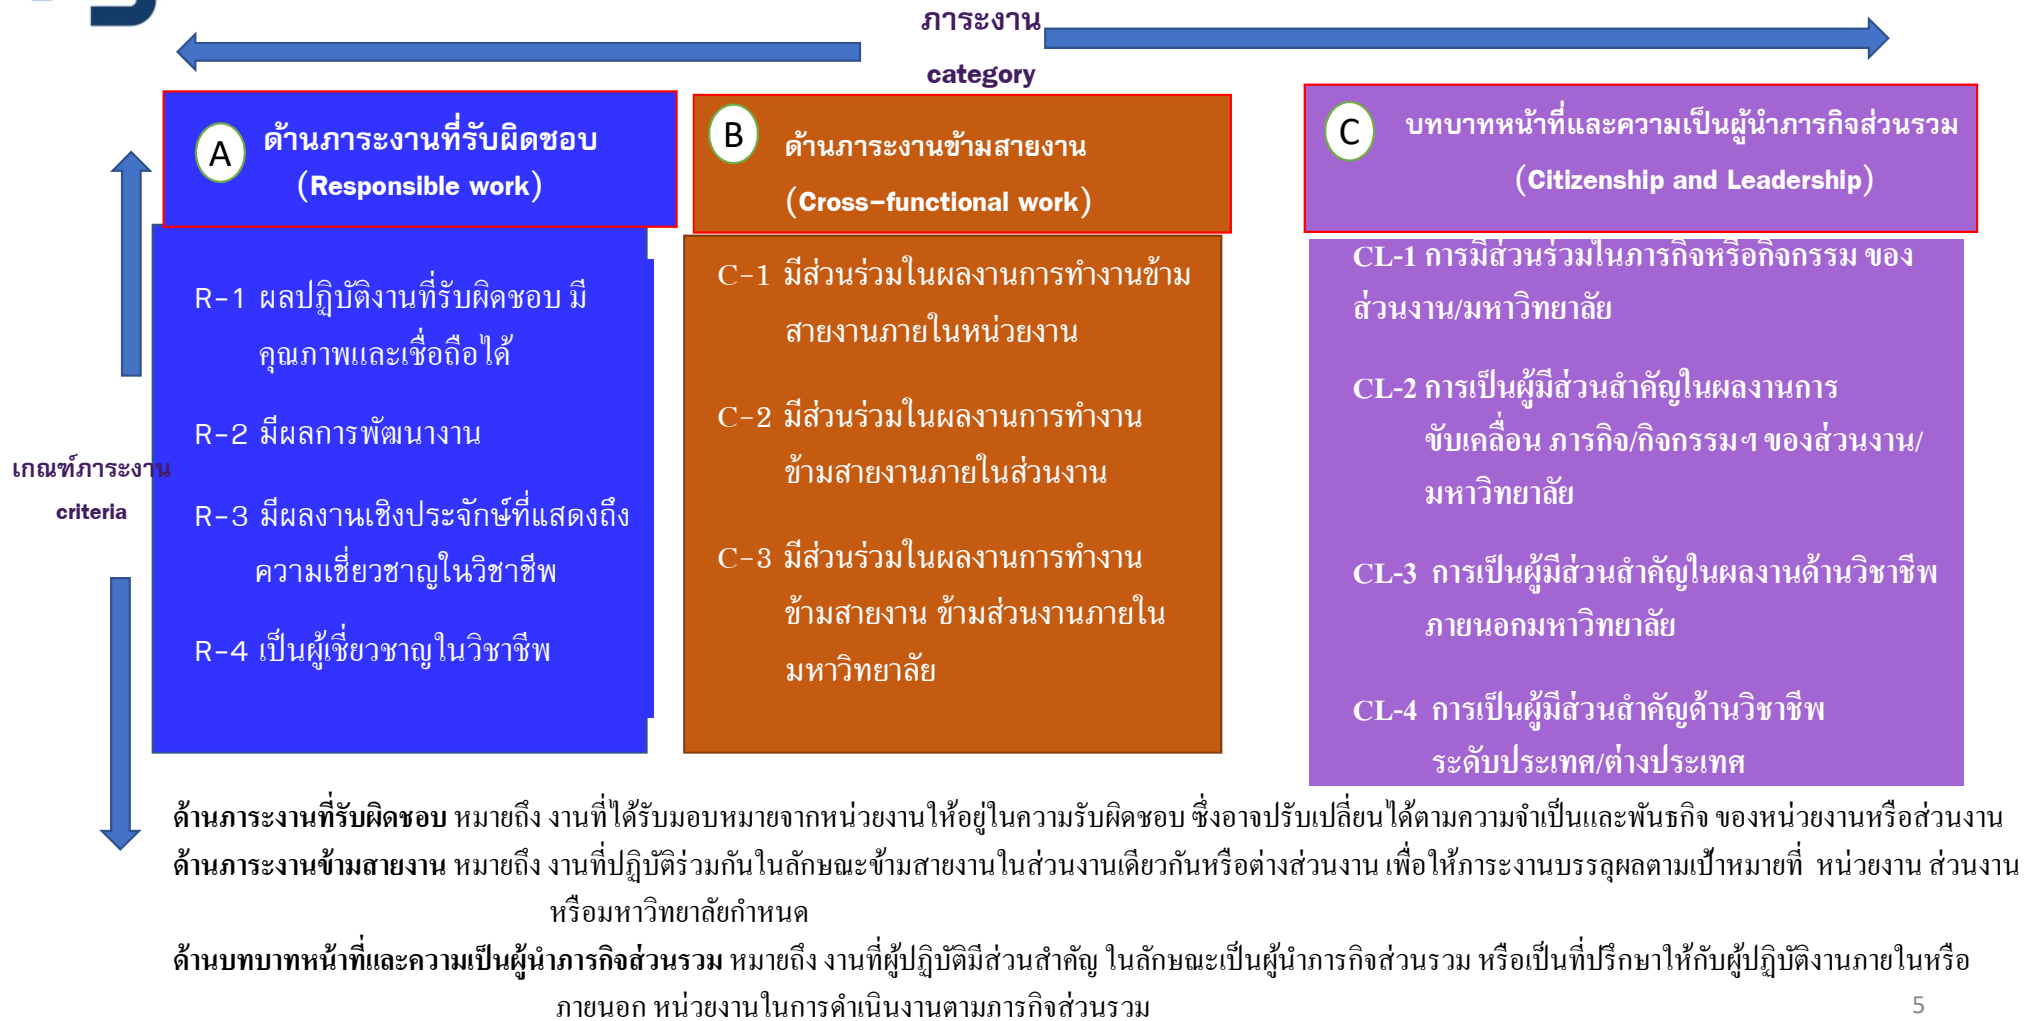 ภาระงาน
category
A
ด้านภาระงานที่รับผิดชอบ
(Responsible work)
B
ด้านภาระงานข้ามสายงาน
(Cross-functional work)
C
บทบาทหน้าที่และความเป็นผู้นำภารกิจส่วนรวม
(Citizenship and Leadership)
เกณฑ์ภาระงาน
criteria
R-1 ผลปฏิบัติงานที่รับผิดชอบ มี
คุณภาพและเชื่อถือได้
R-2 มีผลการพัฒนางาน
R-3 มีผลงานเชิงประจักษ์ที่แสดงถึง
ความเชี่ยวชาญในวิชาชีพ
R-4 เป็นผู้เชี่ยวชาญในวิชาชีพ
C-1 มีส่วนร่วมในผลงานการทำงานข้าม
สายงานภายในหน่วยงาน
C-2 มีส่วนร่วมในผลงานการทำงาน
ข้ามสายงานภายในส่วนงาน
C-3 มีส่วนร่วมในผลงานการทำงาน
ข้ามสายงาน ข้ามส่วนงานภายใน
มหาวิทยาลัย
CL-1 การมีส่วนร่วมในภารกิจหรือกิจกรรม ของ
ส่วนงาน/มหาวิทยาลัย
CL-2 การเป็นผู้มีส่วนสำคัญในผลงานการ
ขับเคลื่อน ภารกิจ/กิจกรรมฯ ของส่วนงาน/
มหาวิทยาลัย
CL-3 การเป็นผู้มีส่วนสำคัญในผลงานด้านวิชาชีพ
ภายนอกมหาวิทยาลัย
CL-4 การเป็นผู้มีส่วนสำคัญด้านวิชาชีพ
ระดับประเทศ/ต่างประเทศ
ด้านภาระงานที่รับผิดชอบ หมายถึง งานที่ได้รับมอบหมายจากหน่วยงานให้อยู่ในความรับผิดชอบ ซึ่งอาจปรับเปลี่ยนได้ตามความจำเป็นและพันธกิจ ของหน่วยงานหรือส่วนงาน
ด้านภาระงานข้ามสายงาน หมายถึง งานที่ปฏิบัติร่วมกันในลักษณะข้ามสายงานในส่วนงานเดียวกันหรือต่างส่วนงาน เพื่อให้ภาระงานบรรลุผลตามเป้าหมายที่ หน่วยงาน ส่วนงาน
หรือมหาวิทยาลัยกำหนด
ด้านบทบาทหน้าที่และความเป็นผู้นำภารกิจส่วนรวม หมายถึง งานที่ผู้ปฏิบัติมีส่วนสำคัญ ในลักษณะเป็นผู้นำภารกิจส่วนรวม หรือเป็นที่ปรึกษาให้กับผู้ปฏิบัติงานภายในหรือ
ภายนอก หน่วยงานในการดำเนินงานตามภารกิจส่วนรวม
5